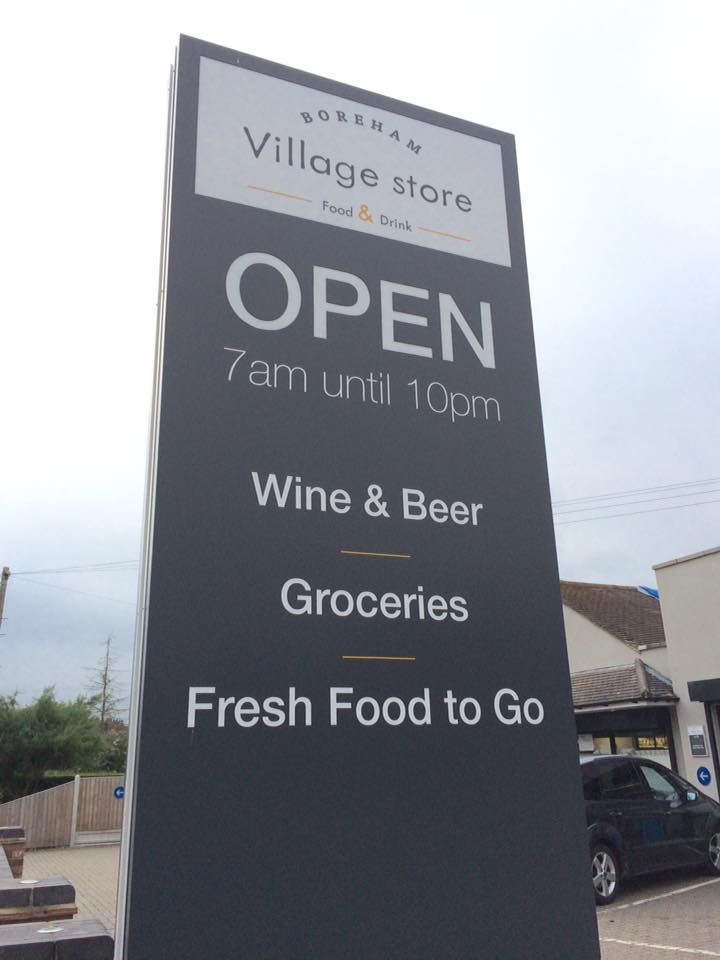 BOREHAM
Village store
Food & Drink
OPEN
7am until 10pm
Wine & Beer
Groceries
Fresh Food to Go